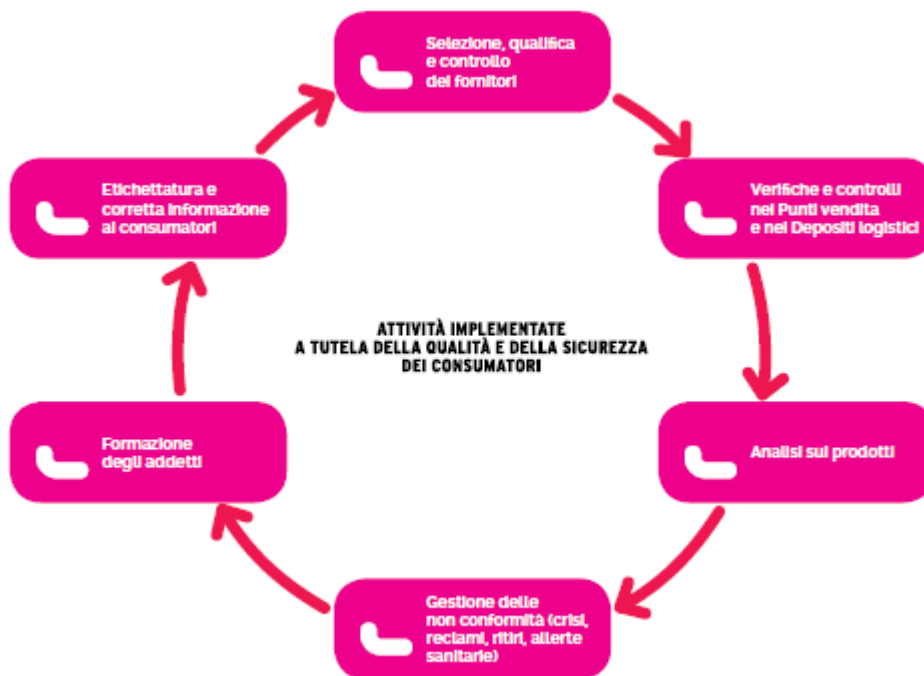 Selezione, qualifica
e controllo
dei fornitori
Verifiche e controlli
nei Punti vendita
e nei Depositi logistici
Analisi sui prodotti
Gestione delle
non conformità (crisi,
reclami, ritiri, allerte
sanitarie)
Formazione
degli addetti
Etichettatura e
corretta informazione
ai consumatori
ATTIVITÀ IMPLEMENTATE
A TUTELA DELLA QUALITÀ E DELLA SICUREZZA
DEI CONSUMATORI